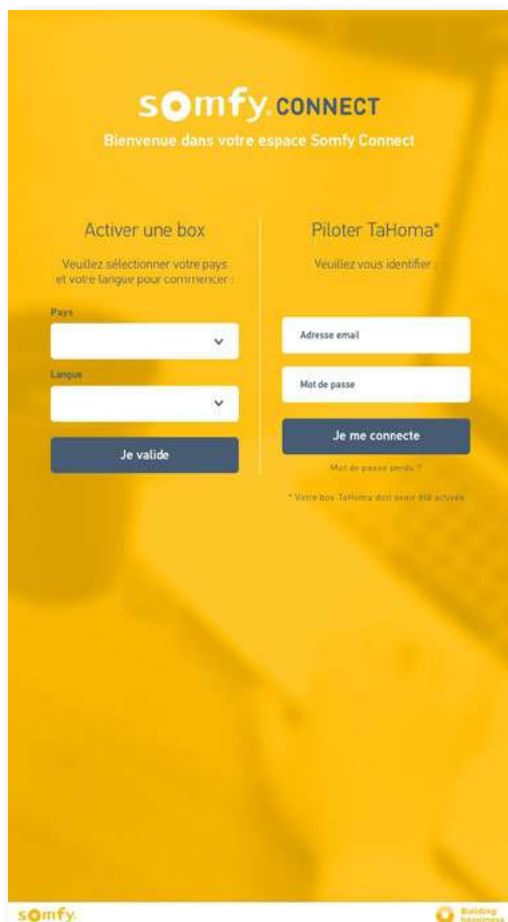 somfy. CONNECT
Bienvenue dans votre espace Somfy Connect
Activer une box
Veuillez sélectionner votre pays
et votre langue pour commencer :
Pays
Langue
Je valide
Piloter TaHoma*
Veuillez vous identifier :
Adresse email
Mot de passe
Je me connecte
Mot de passe perdu ?
* Votre box TaHoma doit avoir été activée
somfy.
Building
happiness